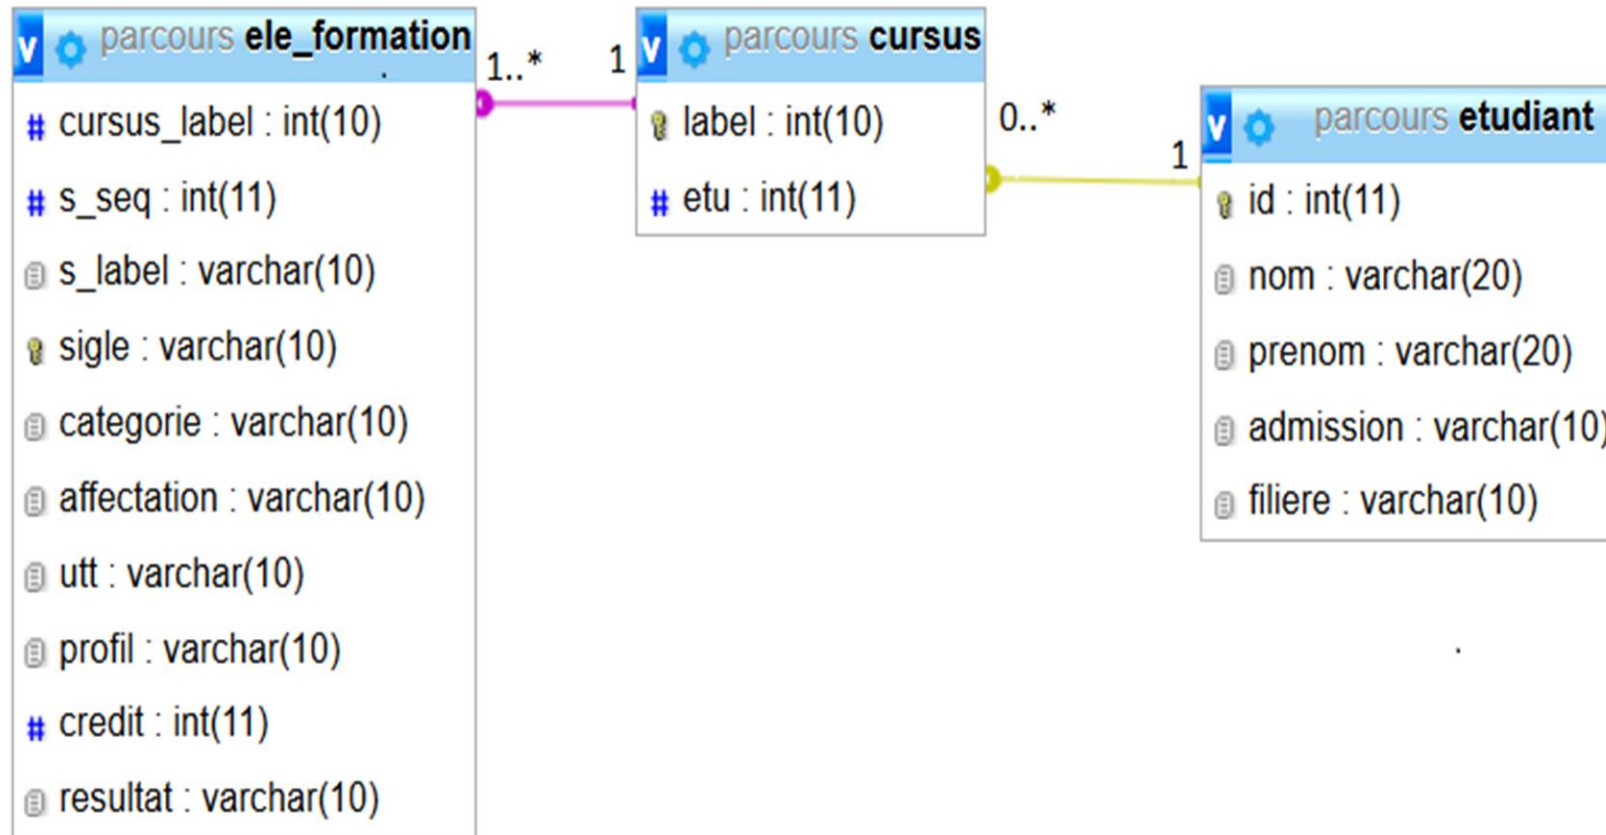 v parcours ele_formation
cursus_label : int(10)
s_seq : int(11)
s_label : varchar(10)
sigle : varchar(10)
categorie : varchar(10)
affectation : varchar(10)
utt : varchar(10)
profil : varchar(10)
credit : int(11)
resultat : varchar(10)
1..*
1
v parcours cursus
label : int(10)
etu : int(11)
0..*
1
v parcours etudiant
id : int(11)
nom : varchar(20)
prenom : varchar(20)
admission : varchar(10)
filiere : varchar(10)